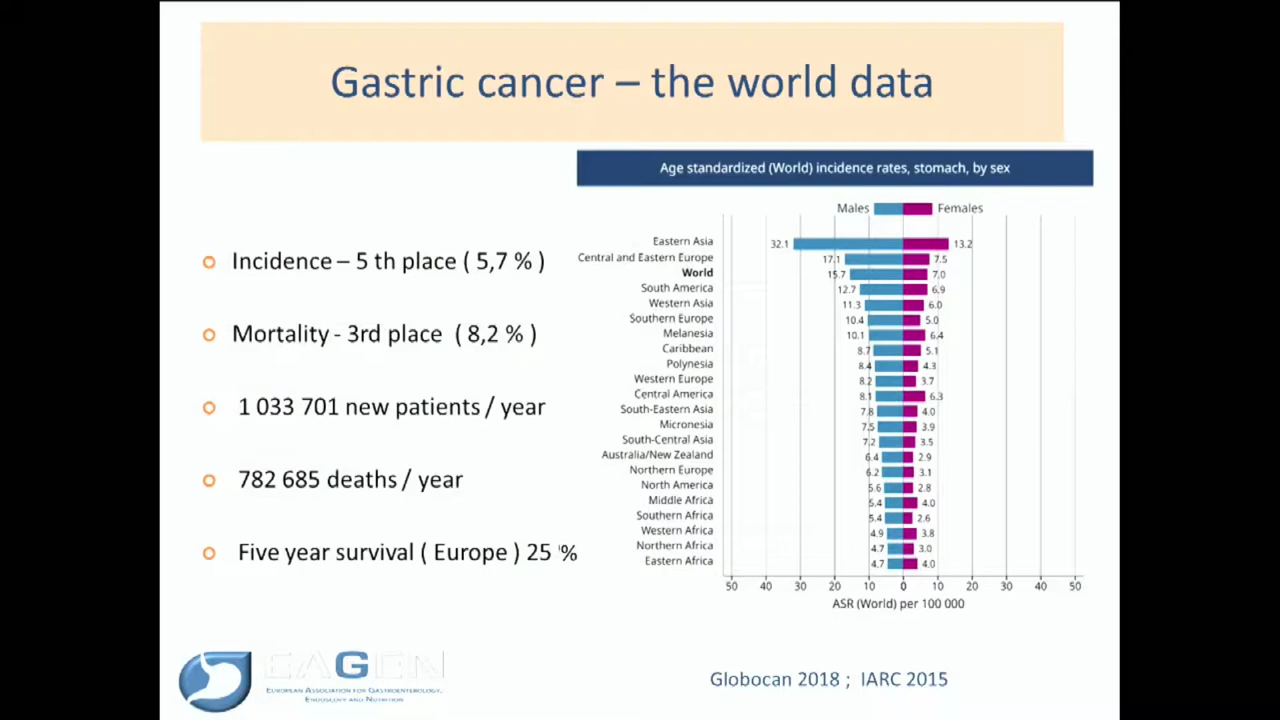 Gastric cancer – the world data
Age standardized (World) incidence rates, stomach, by sex
Males Females
Incidence – 5 th place ( 5,7 % )
Mortality - 3rd place ( 8,2 % )
1 033 701 new patients / year
782 685 deaths / year
Five year survival ( Europe ) 25 %
Eastern Asia 32.1 13.2
Central and Eastern Europe 17.1 7.5
World 15.7 7.0
South America 12.7 6.9
Western Asia 11.3 6.0
Southern Europe 10.4 5.0
Melanesia 10.1 6.4
Caribbean 8.7 5.1
Polynesia 8.4 4.3
Western Europe 8.2 3.7
Central America 8.1 6.3
South-Eastern Asia 7.8 4.0
Micronesia 7.5 3.9
South-Central Asia 7.2 3.5
Australia/New Zealand 6.4 2.9
Northern Europe 6.2 3.1
North America 5.6 2.8
Middle Africa 5.4 4.0
Southern Africa 5.4 2.6
Western Africa 4.9 3.8
Northern Africa 4.7 3.0
Eastern Africa 4.7 4.0
50 40 30 20 10 0 10 20 30 40 50
ASR (World) per 100 000
EAGEN
European Association for Gastroenterology,
Endoscopy and Nutrition
Globocan 2018 ; IARC 2015